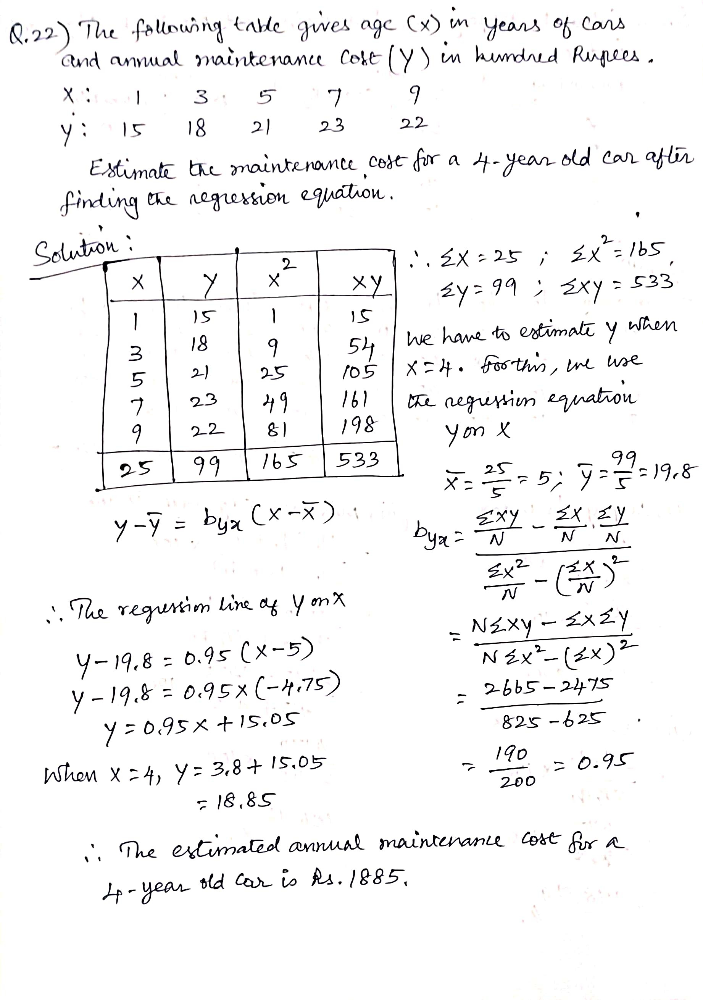 Q.22) The following table gives age (x) in years of cars
and annual maintenance cost (Y) in hundred Rupees.
X : 1 3 5 7 9
y : 15 18 21 23 22
Estimate the maintenance cost for a 4-year old car after
finding the regression equation.
Solution :
x y x² xy
1 15 1 15
3 18 9 54
5 21 25 105
7 23 49 161
9 22 81 198
25 99 165 533
∴ Σx = 25 ; Σx² = 165,
Σy = 99 ; Σxy = 533
We have to estimate y when
x = 4. For this, we use
the regression equation
y on x
x̄ = 25/5 = 5; ȳ = 99/5 = 19.8
y - ȳ = byx (x - x̄)
byx = (Σxy/N - Σx/N . Σy/N) / (Σx²/N - (Σx/N)²)
= (NΣxy - ΣxΣy) / (NΣx² - (Σx)²)
= (2665 - 2475) / (825 - 625)
= 190/200 = 0.95
∴ The regression line of y on x
y - 19.8 = 0.95 (x - 5)
y - 19.8 = 0.95x (-4.75)
y = 0.95x + 15.05
When x = 4, y = 3.8 + 15.05
= 18.85
∴ The estimated annual maintenance cost for a
4-year old car is Rs. 1885.